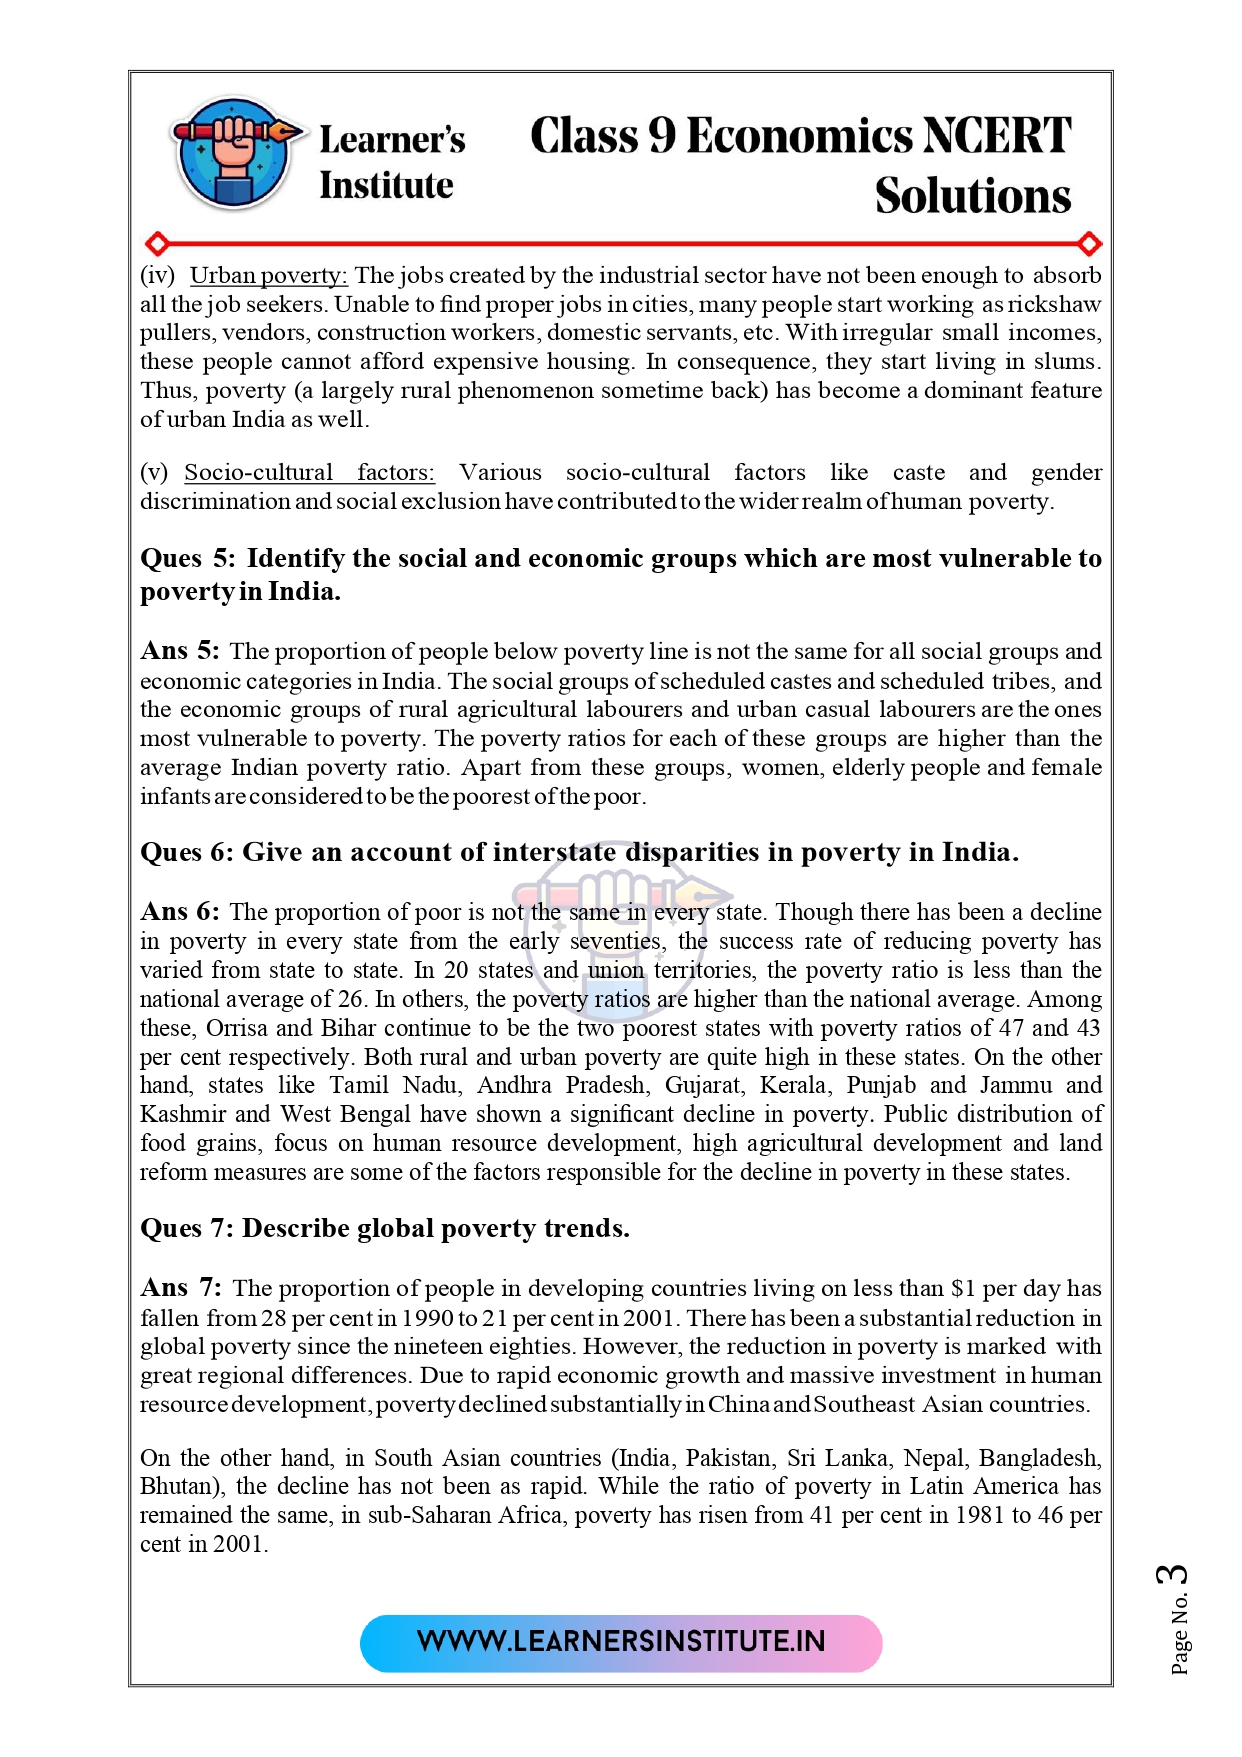 Learner's
Institute
Class 9 Economics NCERT
Solutions
(iv) Urban poverty: The jobs created by the industrial sector have not been enough to absorb
all the job seekers. Unable to find proper jobs in cities, many people start working as rickshaw
pullers, vendors, construction workers, domestic servants, etc. With irregular small incomes,
these people cannot afford expensive housing. In consequence, they start living in slums.
Thus, poverty (a largely rural phenomenon sometime back) has become a dominant feature
of urban India as well.
(v) Socio-cultural factors: Various socio-cultural factors like caste and gender
discrimination and social exclusion have contributed to the wider realm of human poverty.
Ques 5: Identify the social and economic groups which are most vulnerable to
poverty in India.
Ans 5: The proportion of people below poverty line is not the same for all social groups and
economic categories in India. The social groups of scheduled castes and scheduled tribes, and
the economic groups of rural agricultural labourers and urban casual labourers are the ones
most vulnerable to poverty. The poverty ratios for each of these groups are higher than the
average Indian poverty ratio. Apart from these groups, women, elderly people and female
infants are considered to be the poorest of the poor.
Ques 6: Give an account of interstate disparities in poverty in India.
Ans 6: The proportion of poor is not the same in every state. Though there has been a decline
in poverty in every state from the early seventies, the success rate of reducing poverty has
varied from state to state. In 20 states and union territories, the poverty ratio is less than the
national average of 26. In others, the poverty ratios are higher than the national average. Among
these, Orrisa and Bihar continue to be the two poorest states with poverty ratios of 47 and 43
per cent respectively. Both rural and urban poverty are quite high in these states. On the other
hand, states like Tamil Nadu, Andhra Pradesh, Gujarat, Kerala, Punjab and Jammu and
Kashmir and West Bengal have shown a significant decline in poverty. Public distribution of
food grains, focus on human resource development, high agricultural development and land
reform measures are some of the factors responsible for the decline in poverty in these states.
Ques 7: Describe global poverty trends.
Ans 7: The proportion of people in developing countries living on less than $1 per day has
fallen from 28 per cent in 1990 to 21 per cent in 2001. There has been a substantial reduction in
global poverty since the nineteen eighties. However, the reduction in poverty is marked with
great regional differences. Due to rapid economic growth and massive investment in human
resource development, poverty declined substantially in China and Southeast Asian countries.
On the other hand, in South Asian countries (India, Pakistan, Sri Lanka, Nepal, Bangladesh,
Bhutan), the decline has not been as rapid. While the ratio of poverty in Latin America has
remained the same, in sub-Saharan Africa, poverty has risen from 41 per cent in 1981 to 46 per
cent in 2001.
Page No. 3
WWW.LEARNERSINSTITUTE.IN